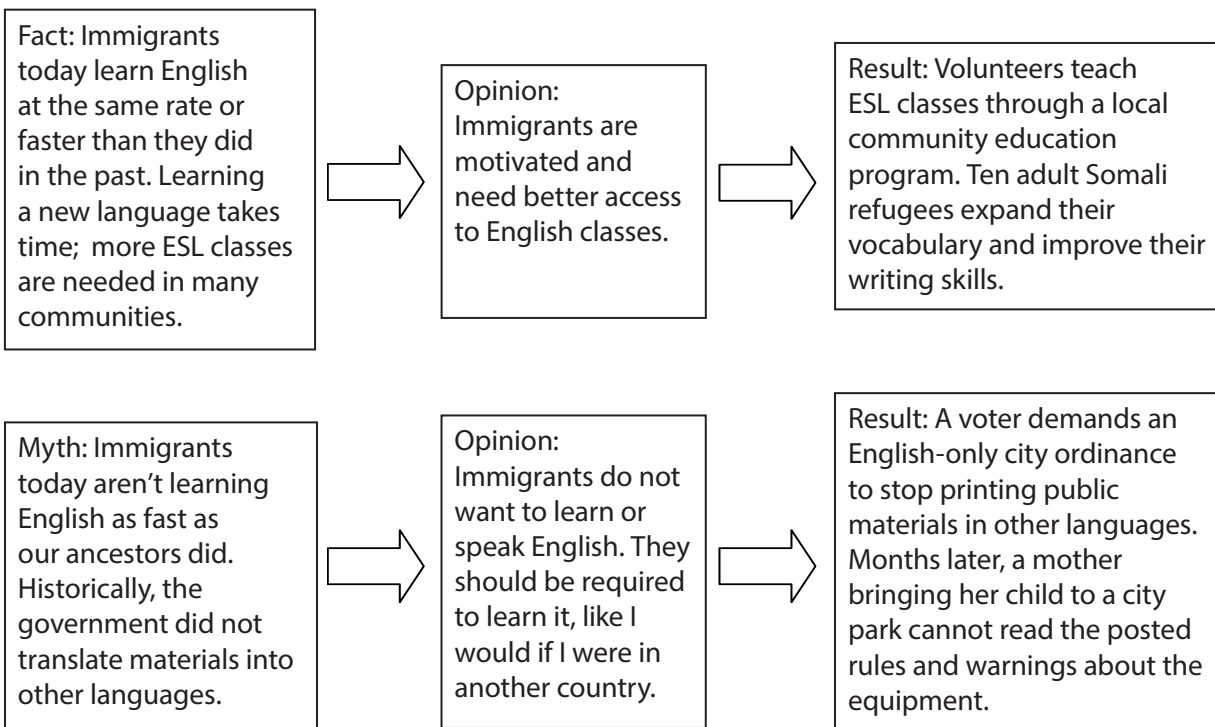 Fact: Immigrants
today learn English
at the same rate or
faster than they did
in the past. Learning
a new language takes
time; more ESL classes
are needed in many
communities.
Opinion:
Immigrants are
motivated and
need better access
to English classes.
Result: Volunteers teach
ESL classes through a local
community education
program. Ten adult Somali
refugees expand their
vocabulary and improve their
writing skills.
Myth: Immigrants
today aren’t learning
English as fast as
our ancestors did.
Historically, the
government did not
translate materials into
other languages.
Opinion:
Immigrants do not
want to learn or
speak English. They
should be required
to learn it, like I
would if I were in
another country.
Result: A voter demands an
English-only city ordinance
to stop printing public
materials in other languages.
Months later, a mother
bringing her child to a city
park cannot read the posted
rules and warnings about the
equipment.